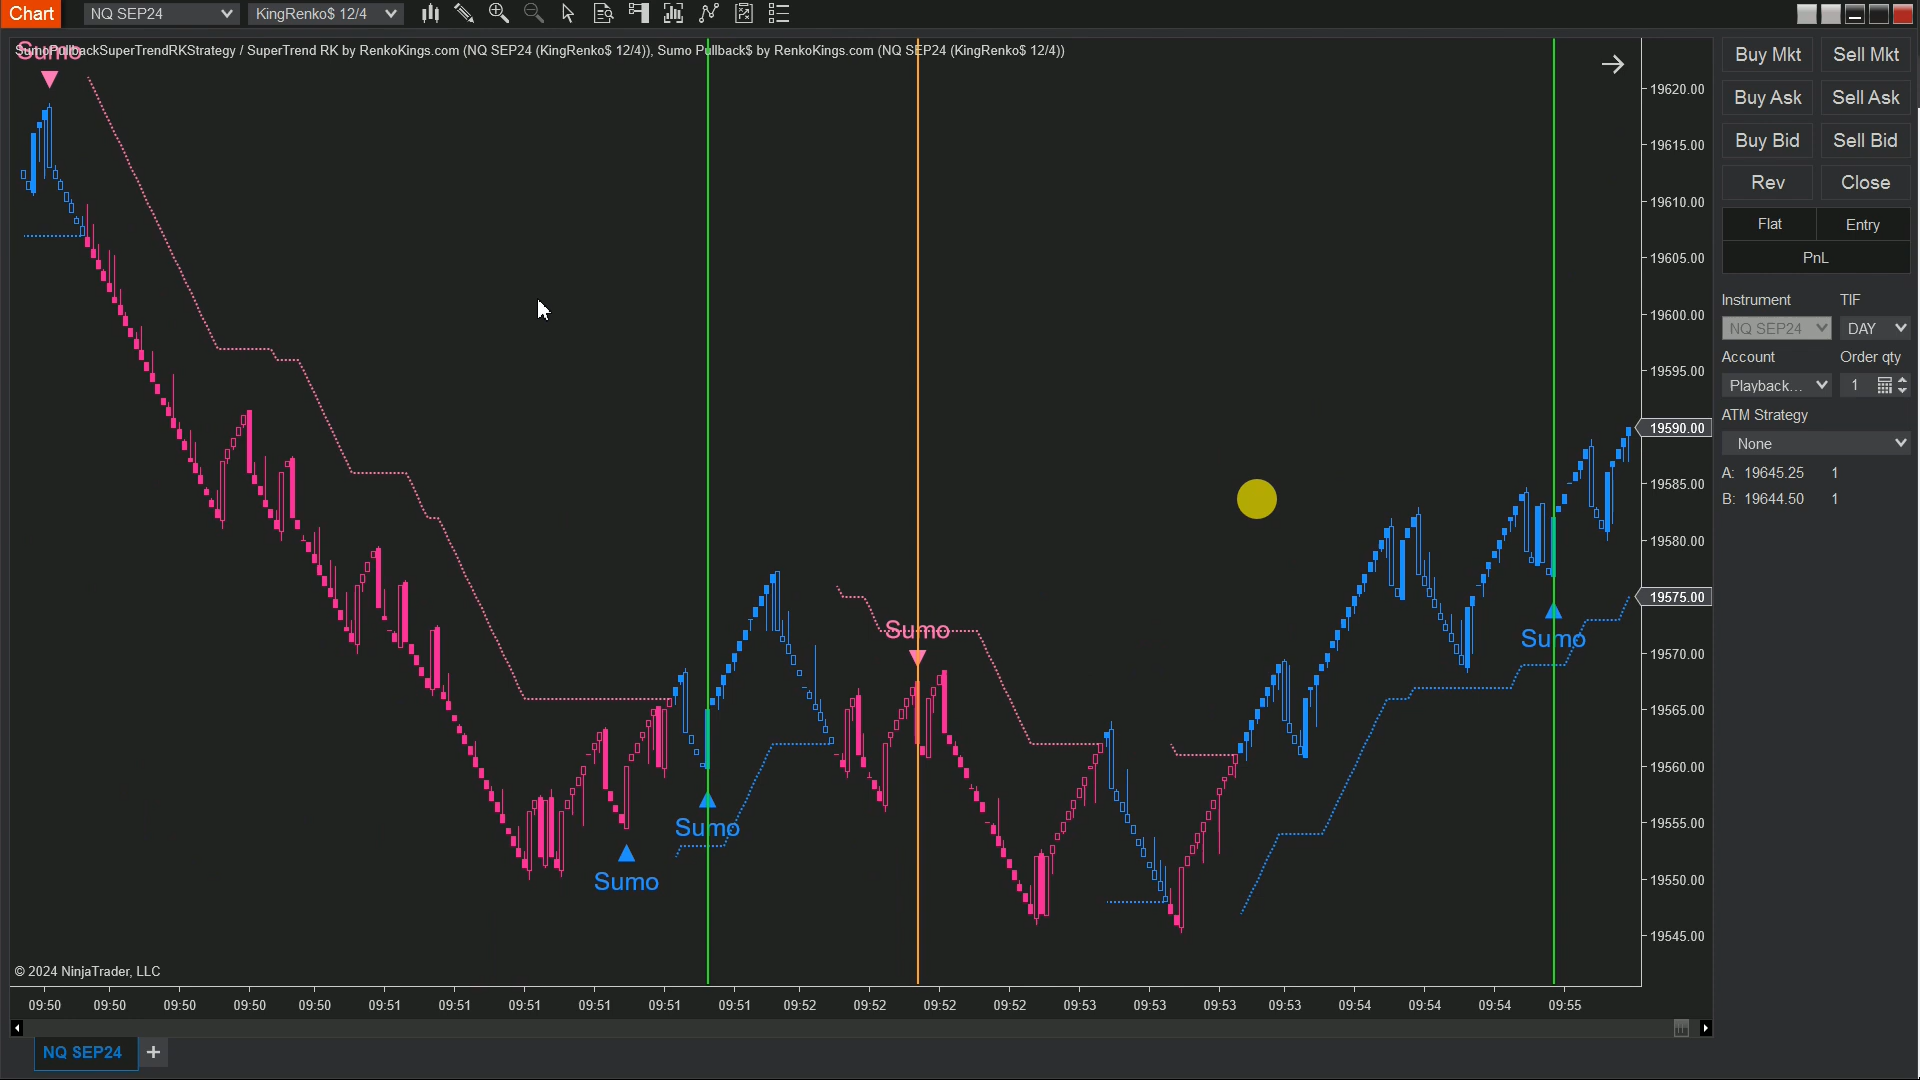 Chart NQ SEP24 KingRenko$ 12/4
SumoPullbackSuperTrendRKStrategy / SuperTrend RK by RenkoKings.com (NQ SEP24 (KingRenko$ 12/4)), Sumo Pullback$ by RenkoKings.com (NQ SEP24 (KingRenko$ 12/4))
Sumo
Sumo
Sumo
Sumo
Sumo
19620.00
19615.00
19610.00
19605.00
19600.00
19595.00
19590.00
19585.00
19580.00
19575.00
19570.00
19565.00
19560.00
19555.00
19550.00
19545.00
© 2024 NinjaTrader, LLC
09:50 09:50 09:50 09:50 09:50 09:51 09:51 09:51 09:51 09:51 09:51 09:52 09:52 09:52 09:52 09:53 09:53 09:53 09:53 09:54 09:54 09:54 09:55
NQ SEP24 +
Buy Mkt Sell Mkt
Buy Ask Sell Ask
Buy Bid Sell Bid
Rev Close
Flat Entry
PnL
Instrument TIF
NQ SEP24 DAY
Account Order qty
Playback... 1
ATM Strategy
None
A: 19645.25 1
B: 19644.50 1